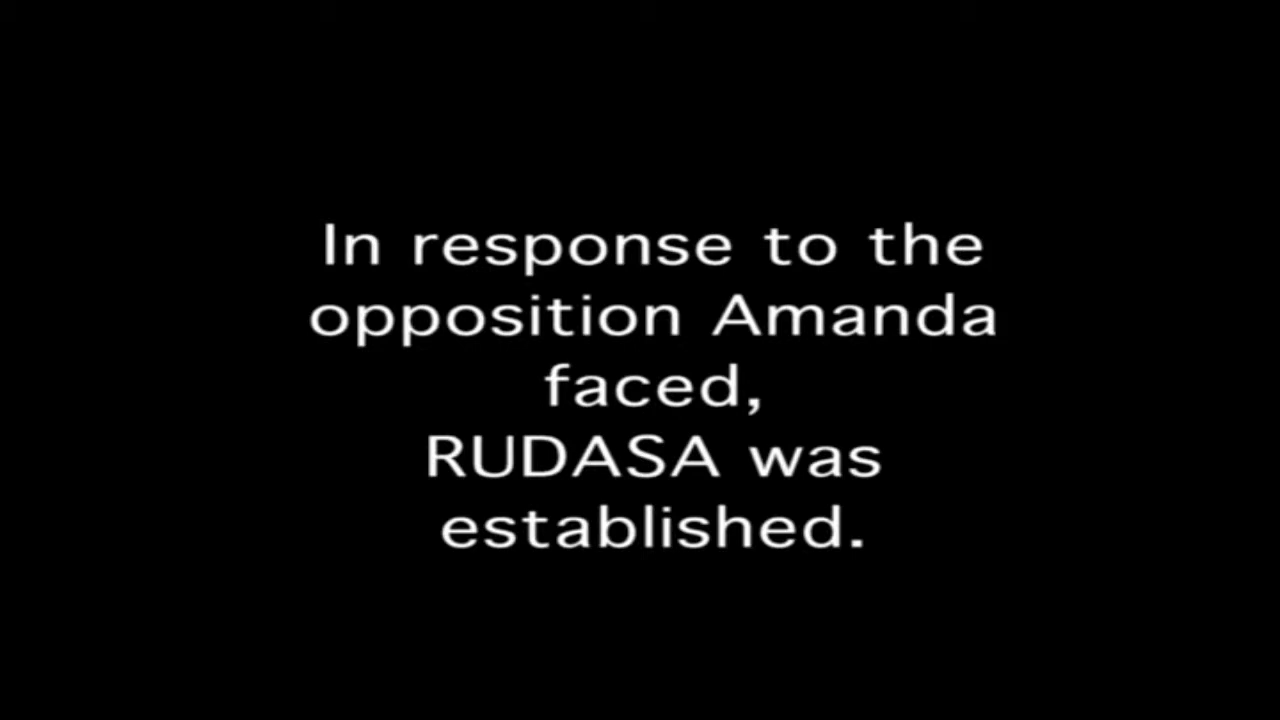 In response to the
opposition Amanda
faced,
RUDASA was
established.